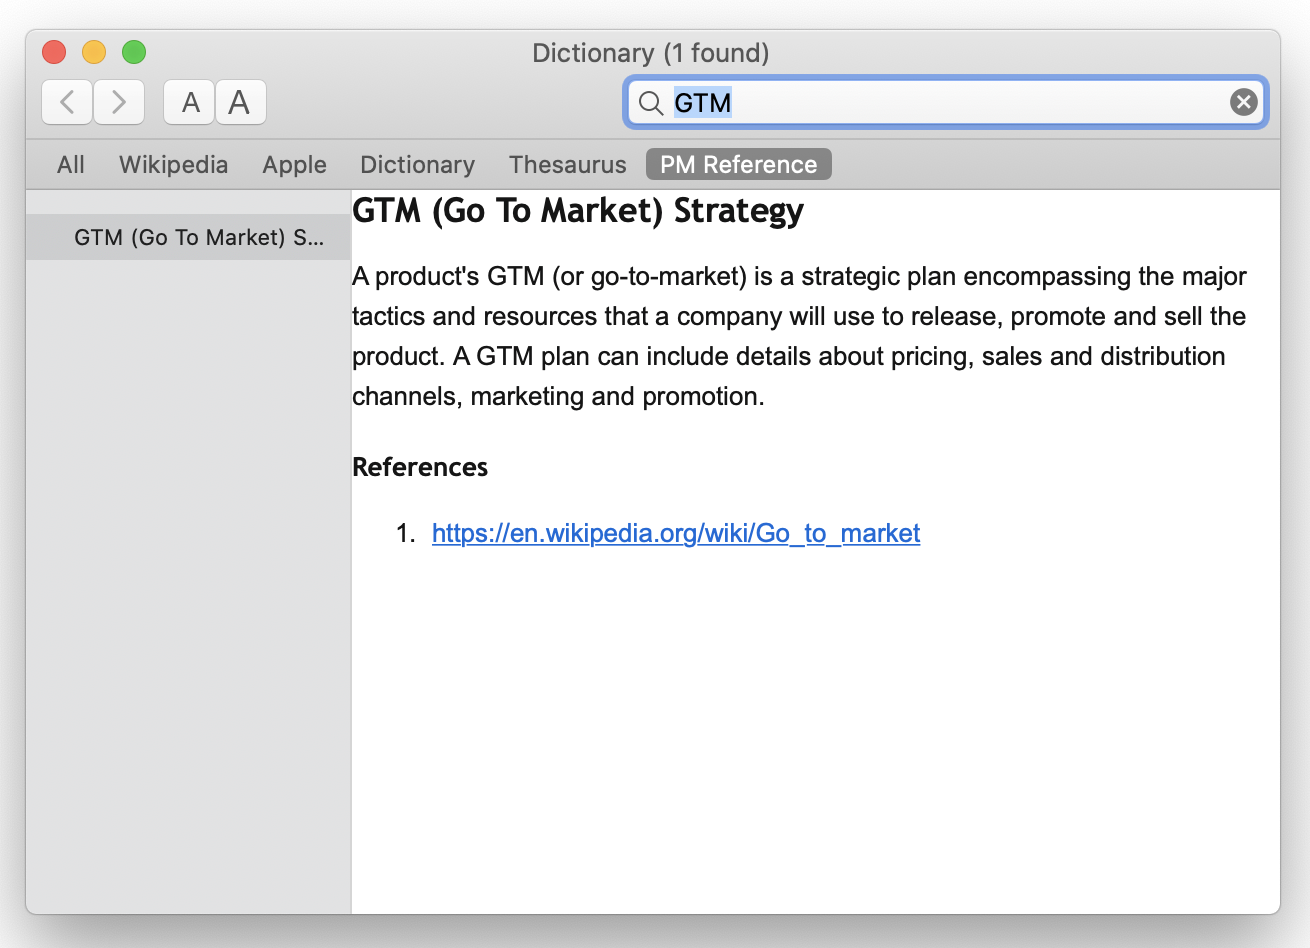 Dictionary (1 found)
A A GTM
All Wikipedia Apple Dictionary Thesaurus PM Reference
GTM (Go To Market) S...
GTM (Go To Market) Strategy
A product's GTM (or go-to-market) is a strategic plan encompassing the major
tactics and resources that a company will use to release, promote and sell the
product. A GTM plan can include details about pricing, sales and distribution
channels, marketing and promotion.
References
1. https://en.wikipedia.org/wiki/Go_to_market